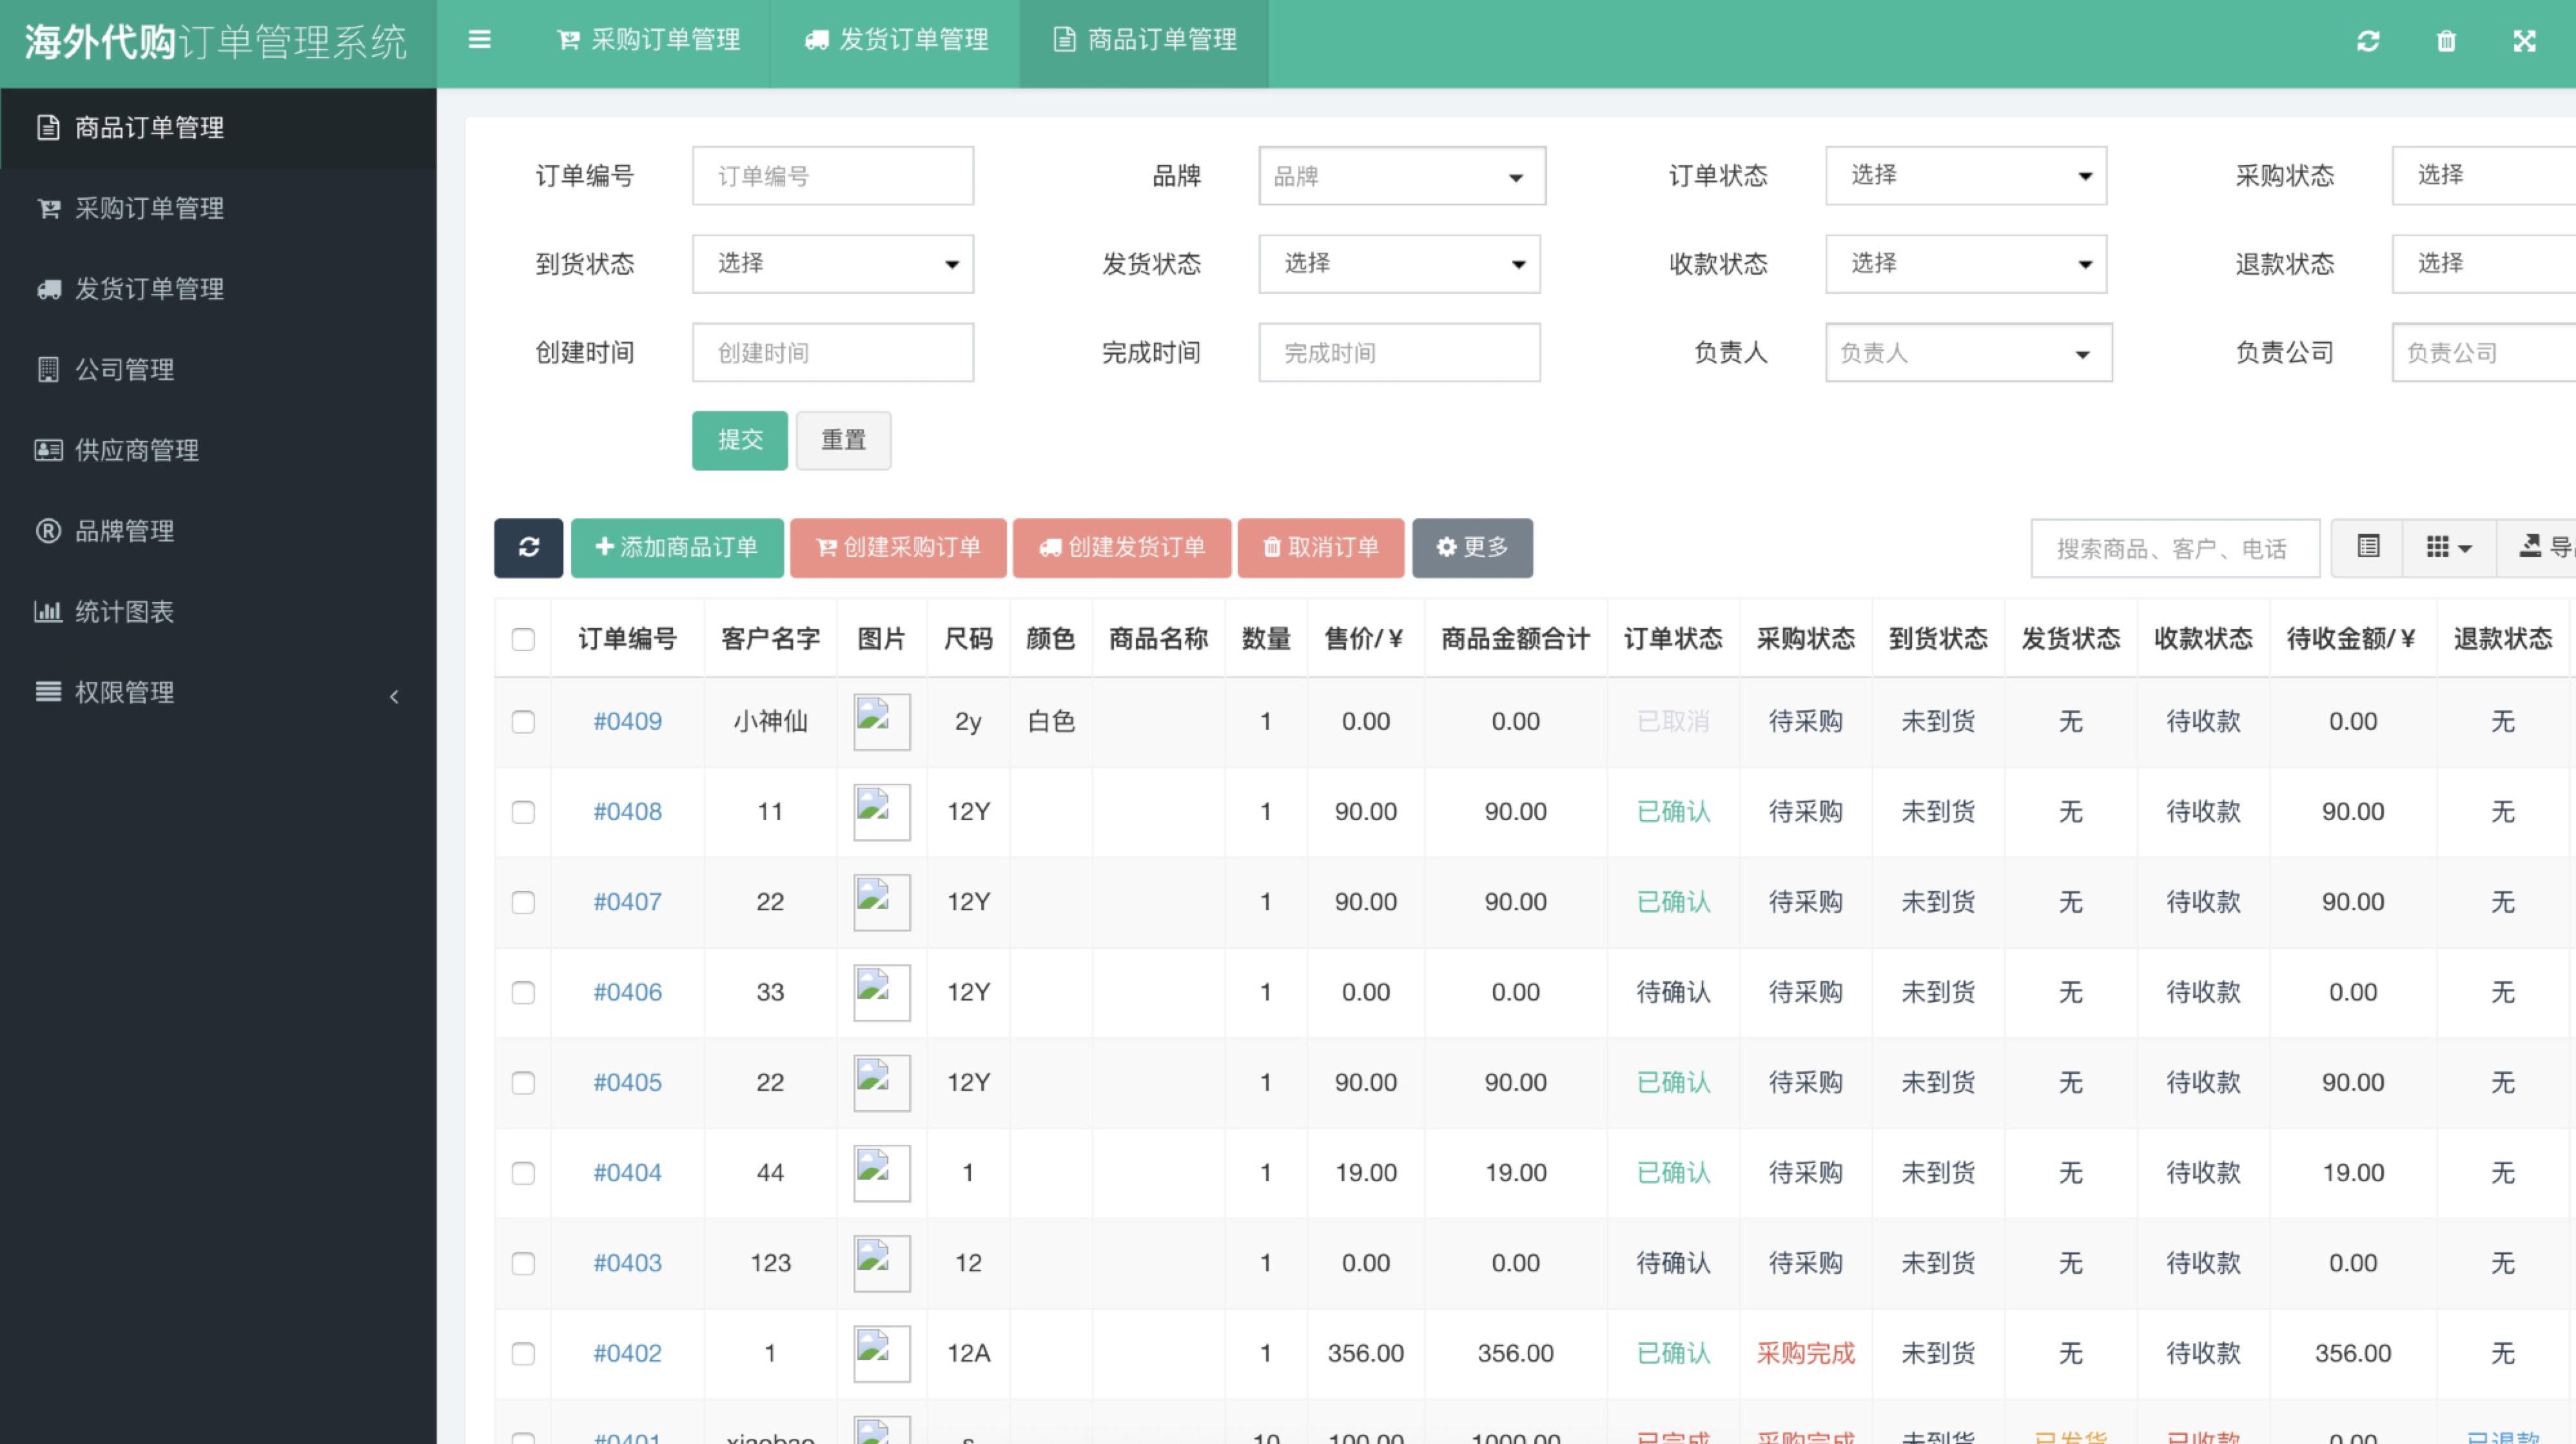 海外代购订单管理系统
采购订单管理 发货订单管理 商品订单管理
商品订单管理
采购订单管理
发货订单管理
公司管理
供应商管理
品牌管理
统计图表
权限管理
订单编号 订单编号 品牌 品牌 订单状态 选择 采购状态 选择
到货状态 选择 发货状态 选择 收款状态 选择 退款状态 选择
创建时间 创建时间 完成时间 完成时间 负责人 负责人 负责公司 负责公司
提交 重置
添加商品订单 创建采购订单 创建发货订单 取消订单 更多 搜索商品、客户、电话 导
订单编号 客户名字 图片 尺码 颜色 商品名称 数量 售价/¥ 商品金额合计 订单状态 采购状态 到货状态 发货状态 收款状态 待收金额/¥ 退款状态
#0409 小神仙 2y 白色 1 0.00 0.00 已取消 待采购 未到货 无 待收款 0.00 无
#0408 11 12Y 1 90.00 90.00 已确认 待采购 未到货 无 待收款 90.00 无
#0407 22 12Y 1 90.00 90.00 已确认 待采购 未到货 无 待收款 90.00 无
#0406 33 12Y 1 0.00 0.00 待确认 待采购 未到货 无 待收款 0.00 无
#0405 22 12Y 1 90.00 90.00 已确认 待采购 未到货 无 待收款 90.00 无
#0404 44 1 1 19.00 19.00 已确认 待采购 未到货 无 待收款 19.00 无
#0403 123 12 1 0.00 0.00 待确认 待采购 未到货 无 待收款 0.00 无
#0402 1 12A 1 356.00 356.00 已确认 采购完成 未到货 无 待收款 356.00 无
#0401 xiaobao s 10 100.00 1000.00 已完成 采购完成 未到货 已发货 已收款 0.00 已退款